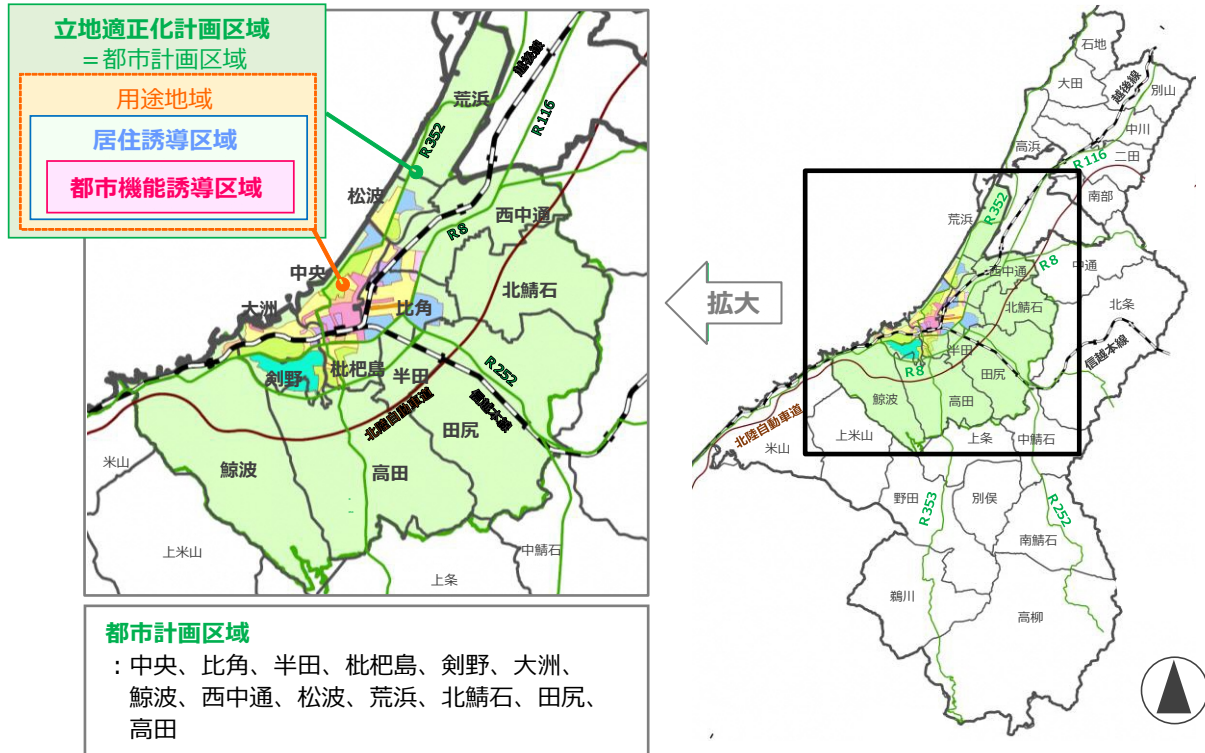 立地適正化計画区域
＝都市計画区域
用途地域
居住誘導区域
都市機能誘導区域
越後線
荒浜
R116
R352
松波
西中通
R8
中央
北鯖石
大洲
比角
枇杷島
剣野
半田
R252
北陸自動車道
信越本線
田尻
米山
鯨波
高田
上米山
中鯖石
上条
拡大
石地
大田
越後線
別山
中川
高浜
二田
R116
南部
荒浜
R352
西中通
R8
中通
北鯖石
北条
半田
信越本線
R8
田尻
鯨波
高田
北陸自動車道
上米山
上条
中鯖石
米山
野田
別俣
R353
R252
南鯖石
鵜川
高柳
都市計画区域
：中央、比角、半田、枇杷島、剣野、大洲、
鯨波、西中通、松波、荒浜、北鯖石、田尻、
高田